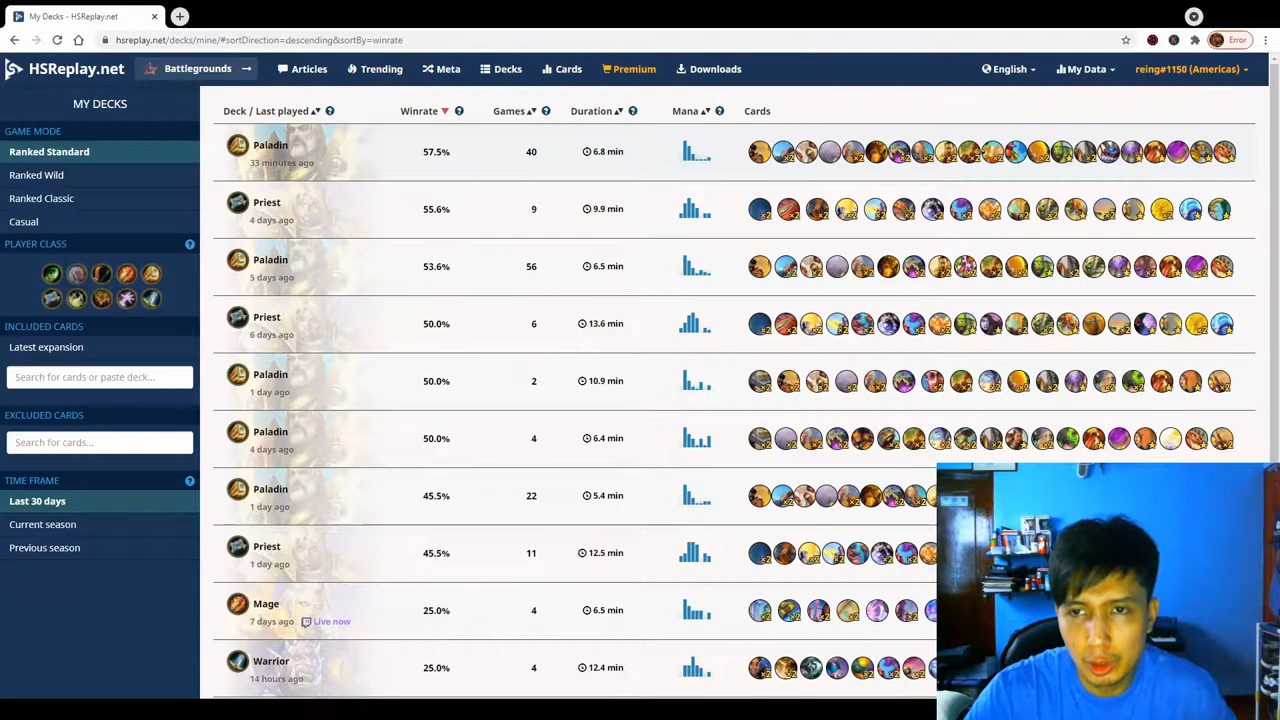 My Decks - HSReplay.net
hsreplay.net/decks/mine/#sortDirection=descending&sortBy=winrate
Error
HSReplay.net
Battlegrounds
Articles
Trending
Meta
Decks
Cards
Premium
Downloads
English
My Data
reing#1150 (Americas)
MY DECKS
GAME MODE
Ranked Standard
Ranked Wild
Ranked Classic
Casual
PLAYER CLASS
INCLUDED CARDS
Latest expansion
Search for cards or paste deck...
EXCLUDED CARDS
Search for cards...
TIME FRAME
Last 30 days
Current season
Previous season
Deck / Last played Winrate Games Duration Mana Cards
Paladin
33 minutes ago
57.5% 40 6.8 min
Priest
4 days ago
55.6% 9 9.9 min
Paladin
5 days ago
53.6% 56 6.5 min
Priest
6 days ago
50.0% 6 13.6 min
Paladin
1 day ago
50.0% 2 10.9 min
Paladin
4 days ago
50.0% 4 6.4 min
Paladin
1 day ago
45.5% 22 5.4 min
Priest
1 day ago
45.5% 11 12.5 min
Mage
7 days ago Live now
25.0% 4 6.5 min
Warrior
14 hours ago
25.0% 4 12.4 min